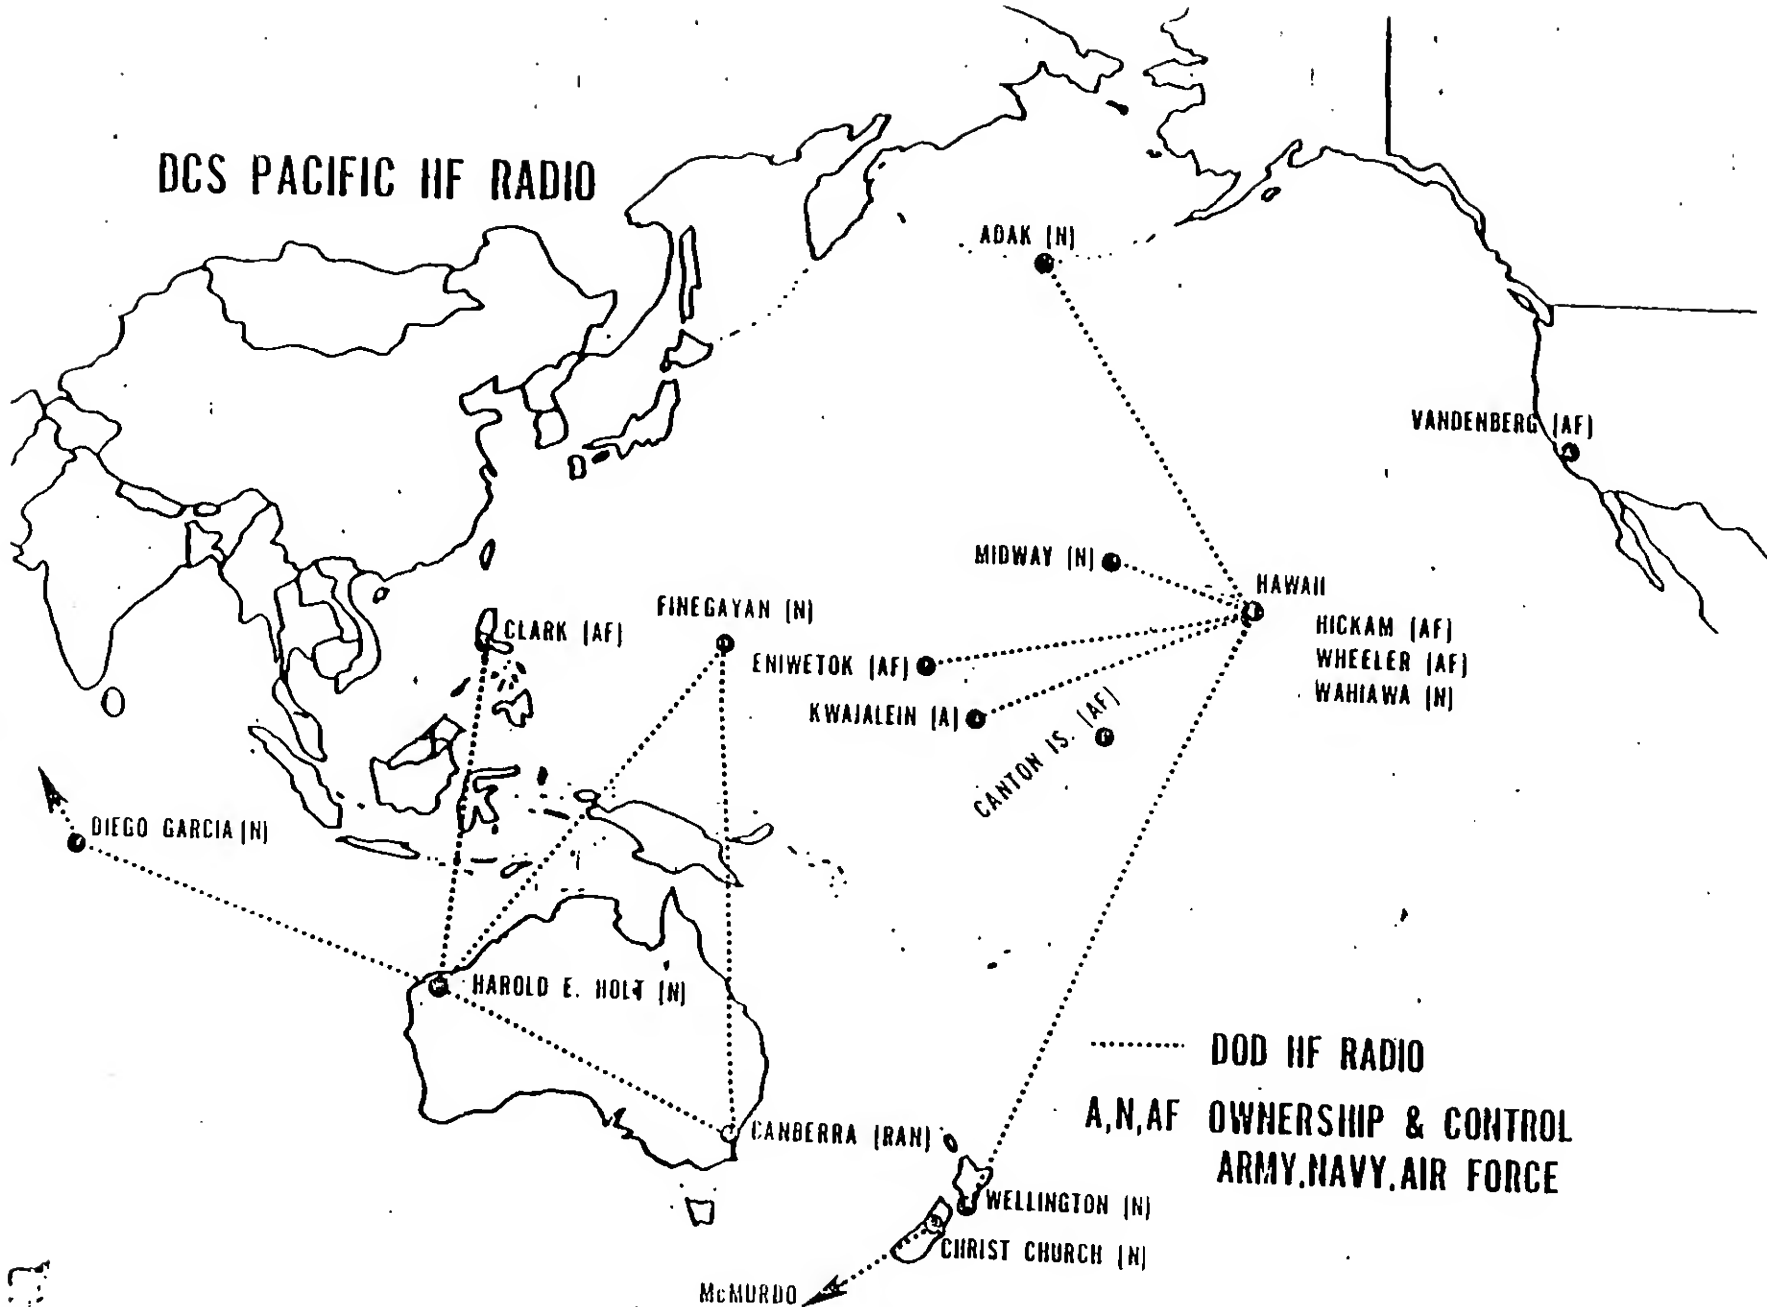 DCS PACIFIC HF RADIO
ADAK (N)
VANDENBERG (AF)
MIDWAY (N)
HAWAII
HICKAM (AF)
WHEELER (AF)
WAHIAWA (N)
FINEGAYAN (N)
CLARK (AF)
ENIWETOK (AF)
KWAJALEIN (A)
CANTON IS. (AF)
DIEGO GARCIA (N)
HAROLD E. HOLT (N)
DOD HF RADIO
A,N,AF OWNERSHIP & CONTROL
ARMY,NAVY,AIR FORCE
CANBERRA (RAN)
WELLINGTON (N)
CHRIST CHURCH (N)
McMURDO